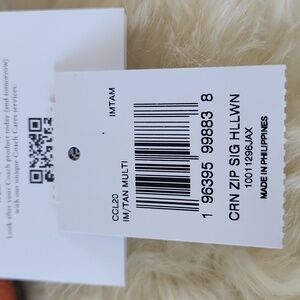 Look after your Coach product today (and tomorrow)
with our unique Coach Cares services.
IMTAM
CCL20
IM/TAN MULTI
1 96395 99883 8
CRN ZIP SIG HLLWN
10011296JAX
MADE IN PHILIPPINES